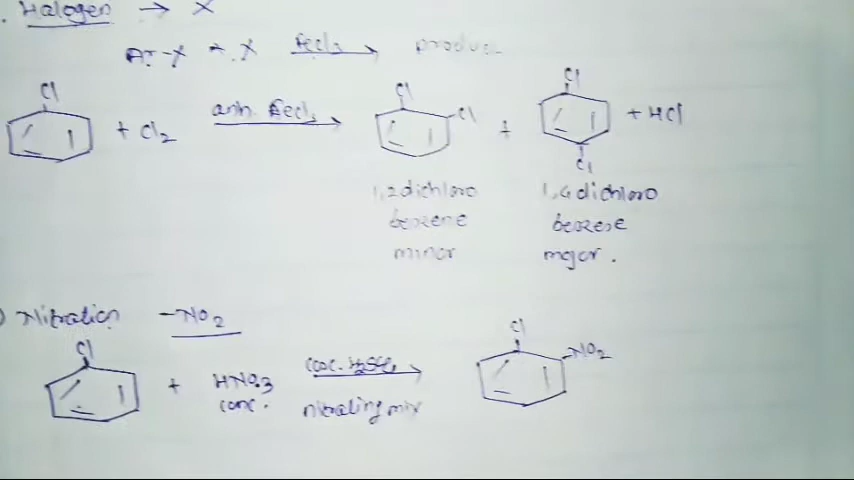 Halogen → X
Ar-X + X FeCl3 → product
Cl Cl Cl
+ Cl2 anh. FeCl3 → Cl + + HCl
Cl
1,2 dichloro 1,4 dichloro
benzene benzene
minor major.
) Nitration -NO2
Cl Cl
+ HNO3 conc. H2SO4 → -NO2
conc. nitrating mix